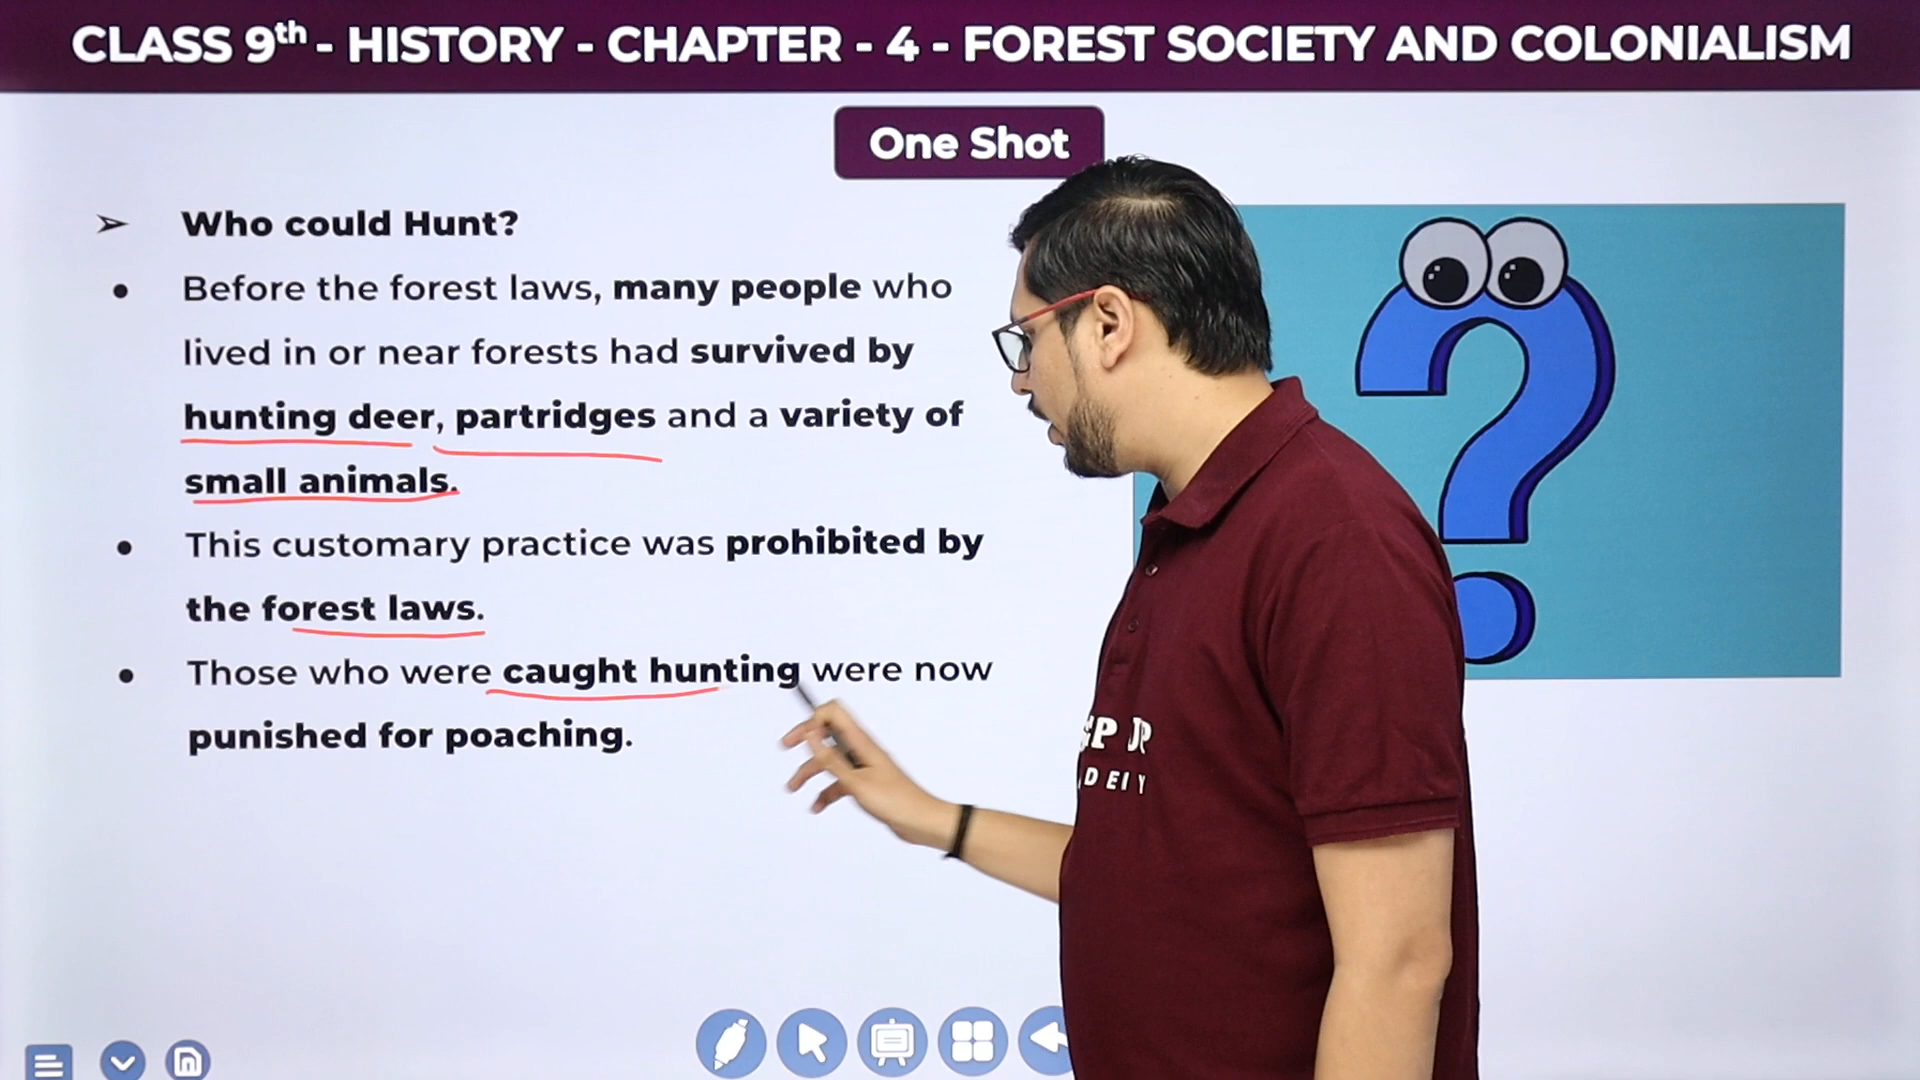 CLASS 9th - HISTORY - CHAPTER - 4 - FOREST SOCIETY AND COLONIALISM
One Shot
➢ Who could Hunt?
● Before the forest laws, many people who
lived in or near forests had survived by
hunting deer, partridges and a variety of
small animals.
● This customary practice was prohibited by
the forest laws.
● Those who were caught hunting were now
punished for poaching.